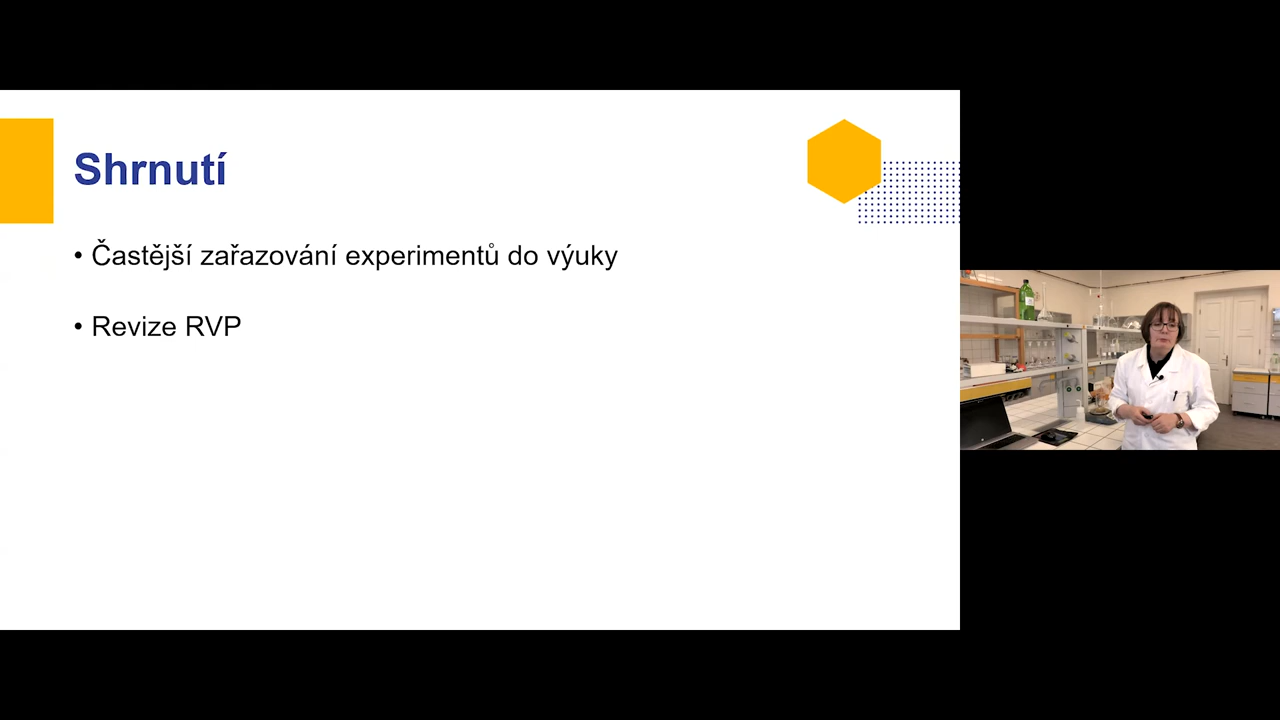 Shrnutí
• Častější zařazování experimentů do výuky
• Revize RVP